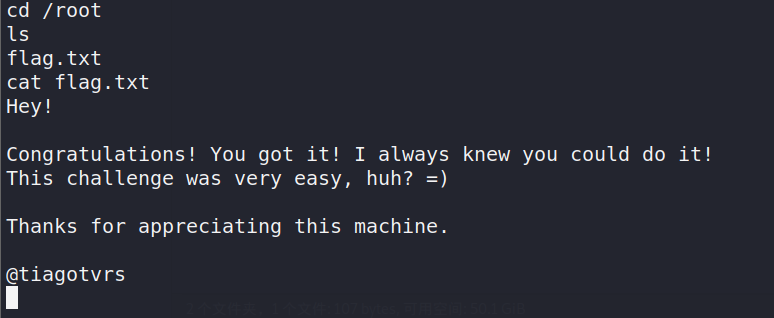 cd /root
ls
flag.txt
cat flag.txt
Hey!
Congratulations! You got it! I always knew you could do it!
This challenge was very easy, huh? =)
Thanks for appreciating this machine.
@tiagotvrs